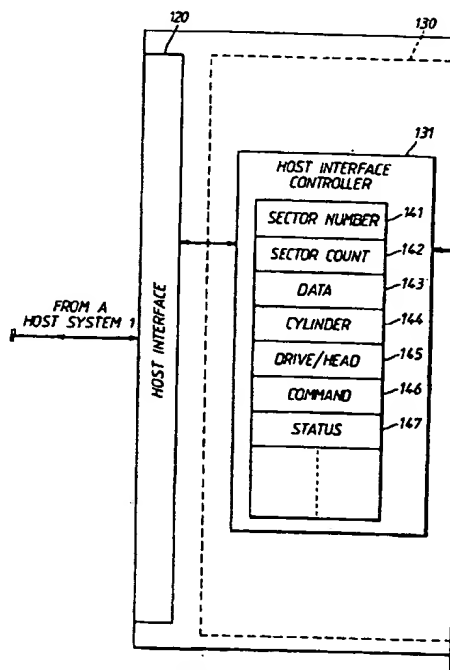 120
130
131
HOST INTERFACE
CONTROLLER
SECTOR NUMBER 141
SECTOR COUNT 142
DATA 143
CYLINDER 144
DRIVE/HEAD 145
COMMAND 146
STATUS 147
FROM A
HOST SYSTEM 1
HOST INTERFACE